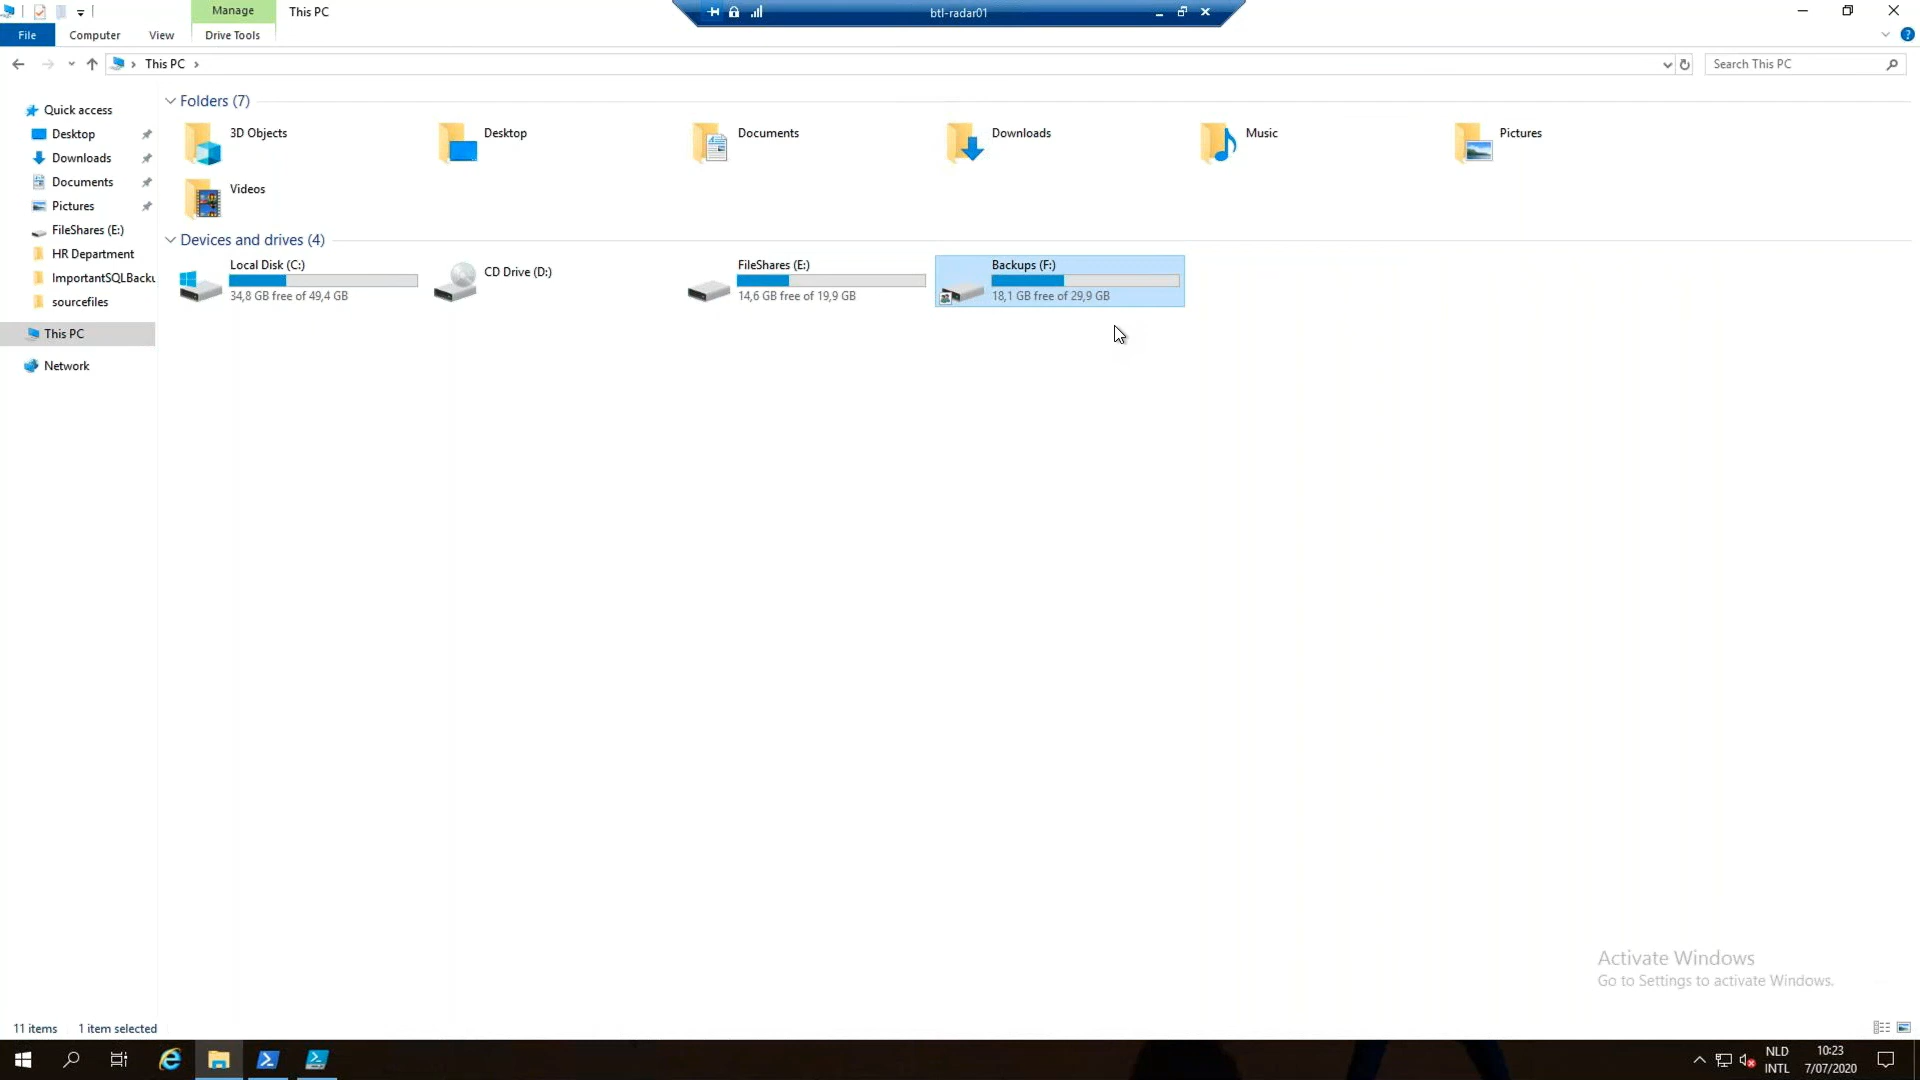 Manage
This PC
btl-radar01
File
Computer
View
Drive Tools
This PC
Search This PC
Quick access
Desktop
Downloads
Documents
Pictures
FileShares (E:)
HR Department
ImportantSQLBacku
sourcefiles
This PC
Network
Folders (7)
3D Objects
Desktop
Documents
Downloads
Music
Pictures
Videos
Devices and drives (4)
Local Disk (C:)
34,8 GB free of 49,4 GB
CD Drive (D:)
FileShares (E:)
14,6 GB free of 19,9 GB
Backups (F:)
18,1 GB free of 29,9 GB
Activate Windows
Go to Settings to activate Windows.
11 items
1 item selected
NLD
INTL
10:23
7/07/2020